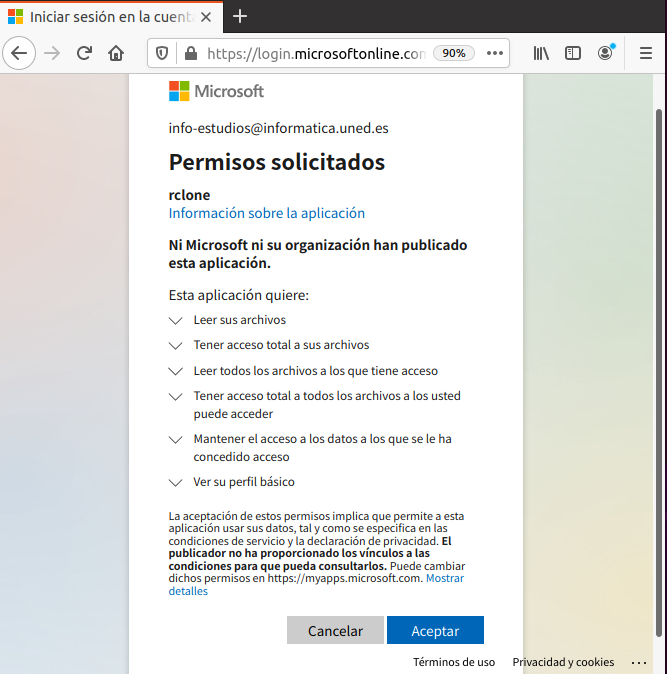 Iniciar sesión en la cuent
https://login.microsoftonline.con
90%
Microsoft
info-estudios@informatica.uned.es
Permisos solicitados
rclone
Información sobre la aplicación
Ni Microsoft ni su organización han publicado
esta aplicación.
Esta aplicación quiere:
Leer sus archivos
Tener acceso total a sus archivos
Leer todos los archivos a los que tiene acceso
Tener acceso total a todos los archivos a los usted
puede acceder
Mantener el acceso a los datos a los que se le ha
concedido acceso
Ver su perfil básico
La aceptación de estos permisos implica que permite a esta
aplicación usar sus datos, tal y como se especifica en las
condiciones de servicio y la declaración de privacidad. El
publicador no ha proporcionado los vínculos a las
condiciones para que pueda consultarlos. Puede cambiar
dichos permisos en https://myapps.microsoft.com. Mostrar
detalles
Cancelar
Aceptar
Términos de uso
Privacidad y cookies